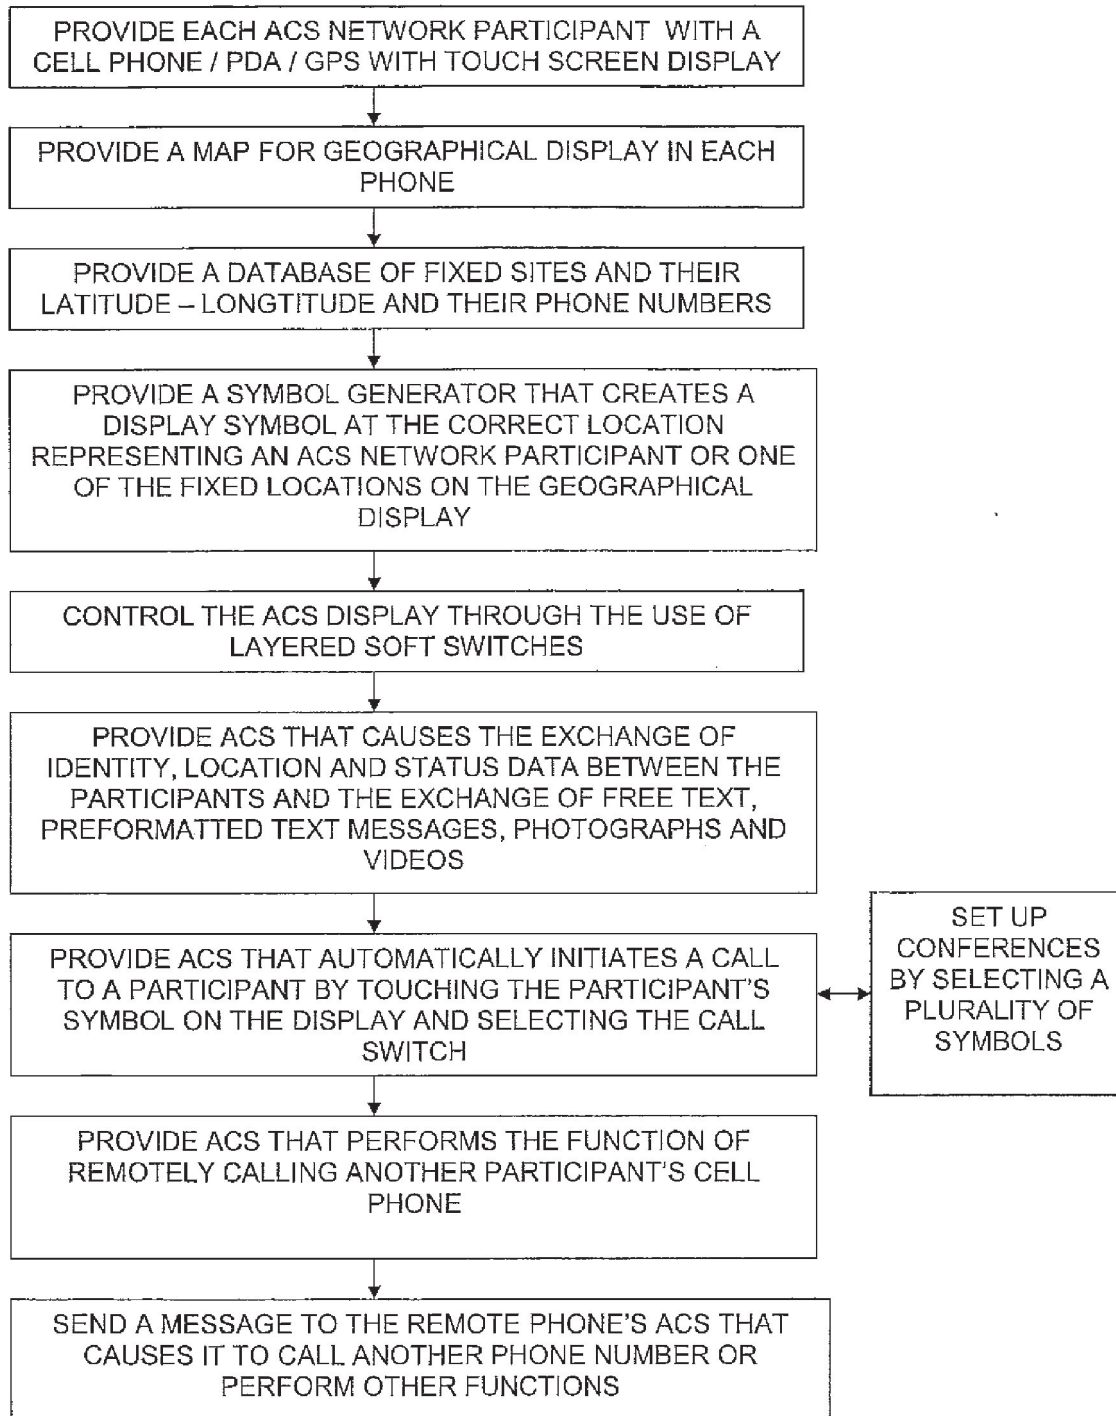 PROVIDE EACH ACS NETWORK PARTICIPANT WITH A
CELL PHONE / PDA / GPS WITH TOUCH SCREEN DISPLAY
PROVIDE A MAP FOR GEOGRAPHICAL DISPLAY IN EACH
PHONE
PROVIDE A DATABASE OF FIXED SITES AND THEIR
LATITUDE – LONGTITUDE AND THEIR PHONE NUMBERS
PROVIDE A SYMBOL GENERATOR THAT CREATES A
DISPLAY SYMBOL AT THE CORRECT LOCATION
REPRESENTING AN ACS NETWORK PARTICIPANT OR ONE
OF THE FIXED LOCATIONS ON THE GEOGRAPHICAL
DISPLAY
CONTROL THE ACS DISPLAY THROUGH THE USE OF
LAYERED SOFT SWITCHES
PROVIDE ACS THAT CAUSES THE EXCHANGE OF
IDENTITY, LOCATION AND STATUS DATA BETWEEN THE
PARTICIPANTS AND THE EXCHANGE OF FREE TEXT,
PREFORMATTED TEXT MESSAGES, PHOTOGRAPHS AND
VIDEOS
PROVIDE ACS THAT AUTOMATICALLY INITIATES A CALL
TO A PARTICIPANT BY TOUCHING THE PARTICIPANT'S
SYMBOL ON THE DISPLAY AND SELECTING THE CALL
SWITCH
SET UP
CONFERENCES
BY SELECTING A
PLURALITY OF
SYMBOLS
PROVIDE ACS THAT PERFORMS THE FUNCTION OF
REMOTELY CALLING ANOTHER PARTICIPANT'S CELL
PHONE
SEND A MESSAGE TO THE REMOTE PHONE'S ACS THAT
CAUSES IT TO CALL ANOTHER PHONE NUMBER OR
PERFORM OTHER FUNCTIONS